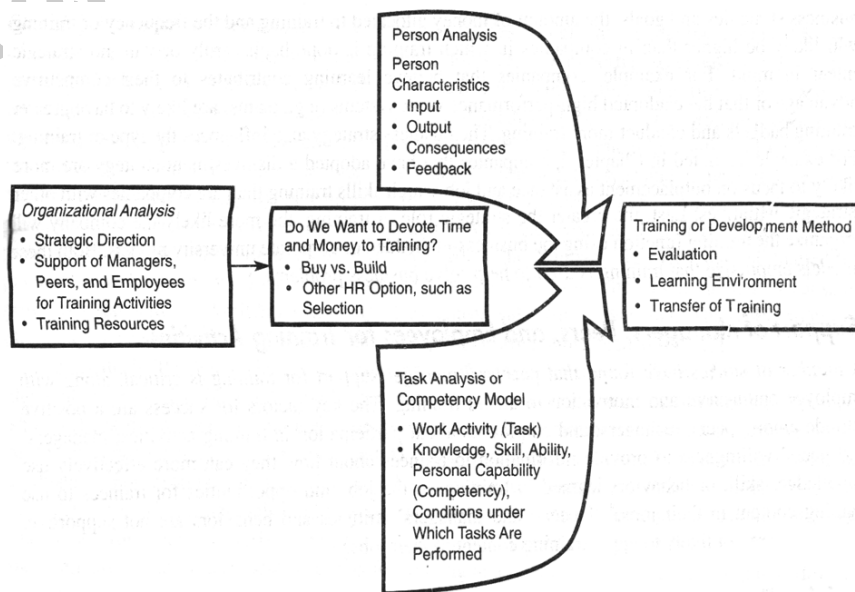 Person Analysis
Person
Characteristics
• Input
• Output
• Consequences
• Feedback
Organizational Analysis
• Strategic Direction
• Support of Managers,
Peers, and Employees
for Training Activities
• Training Resources
Do We Want to Devote Time
and Money to Training?
• Buy vs. Build
• Other HR Option, such as
Selection
Training or Development Method
• Evaluation
• Learning Environment
• Transfer of Training
Task Analysis or
Competency Model
• Work Activity (Task)
• Knowledge, Skill, Ability,
Personal Capability
(Competency),
Conditions under
Which Tasks Are
Performed